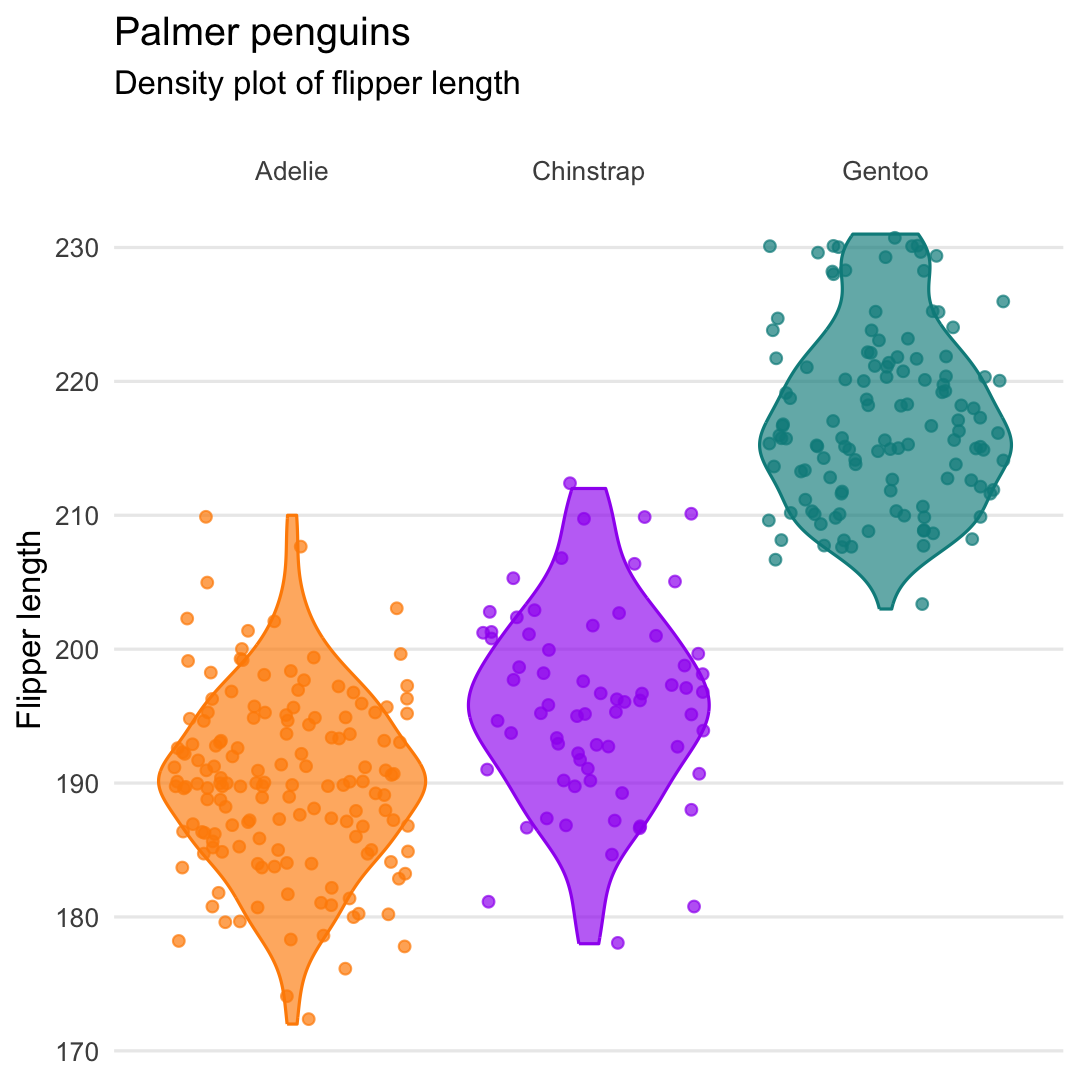 Palmer penguins
Density plot of flipper length
Adelie Chinstrap Gentoo
230
220
210
200
190
180
170
Flipper length